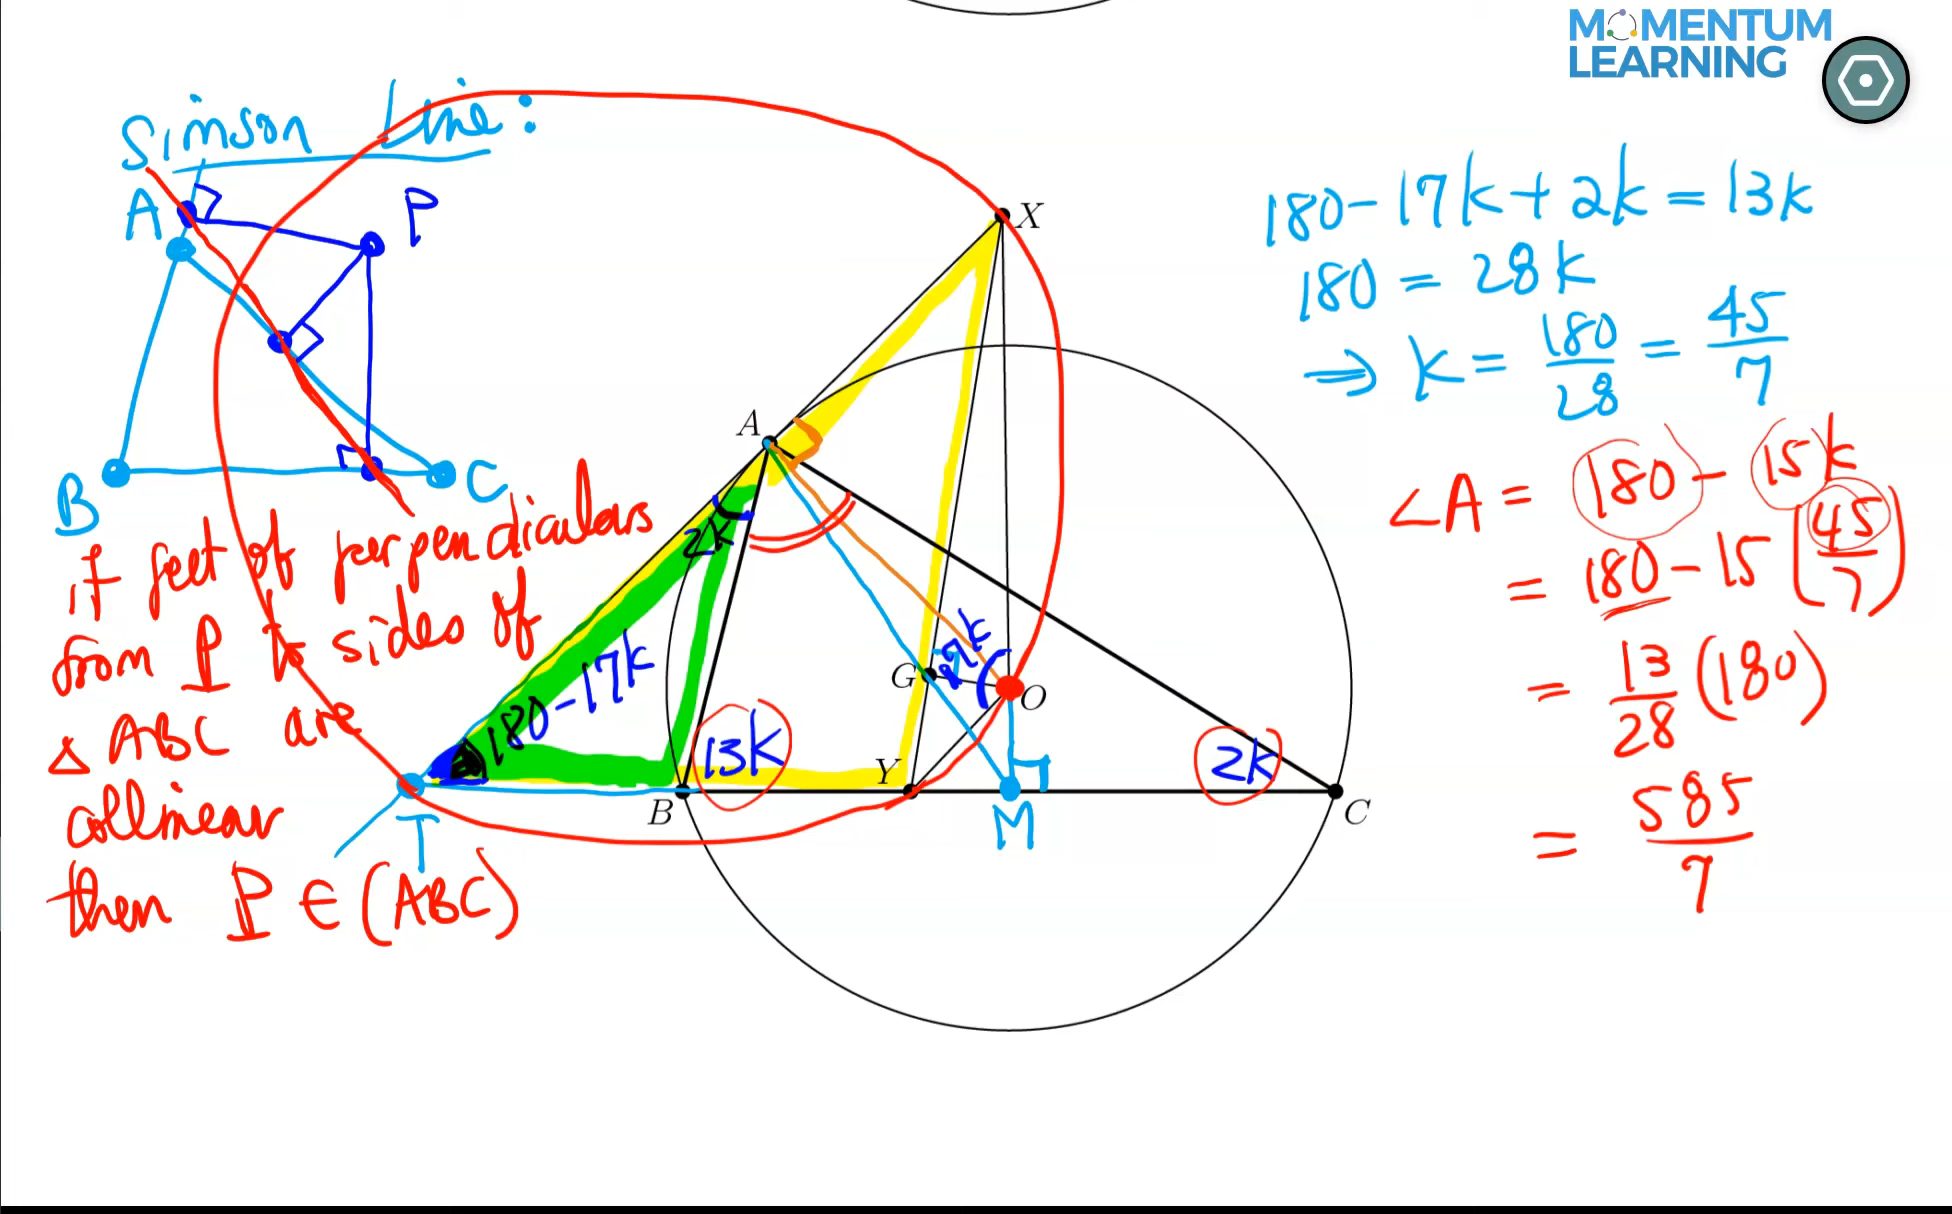 MOMENTUM
LEARNING
Simson Line:
A
P
B
C
if feet of perpendiculars
from P to sides of
△ ABC are
collinear
then P ∈ (ABC)
X
A
2k
180-17k
G
17k
O
T
B
13k
Y
M
2k
C
180-17k+2k=13k
180 = 28k
⇒ k = 180/28 = 45/7
∠A = 180 - 15k
= 180 - 15 (45/7)
= 13/28 (180)
= 585/7